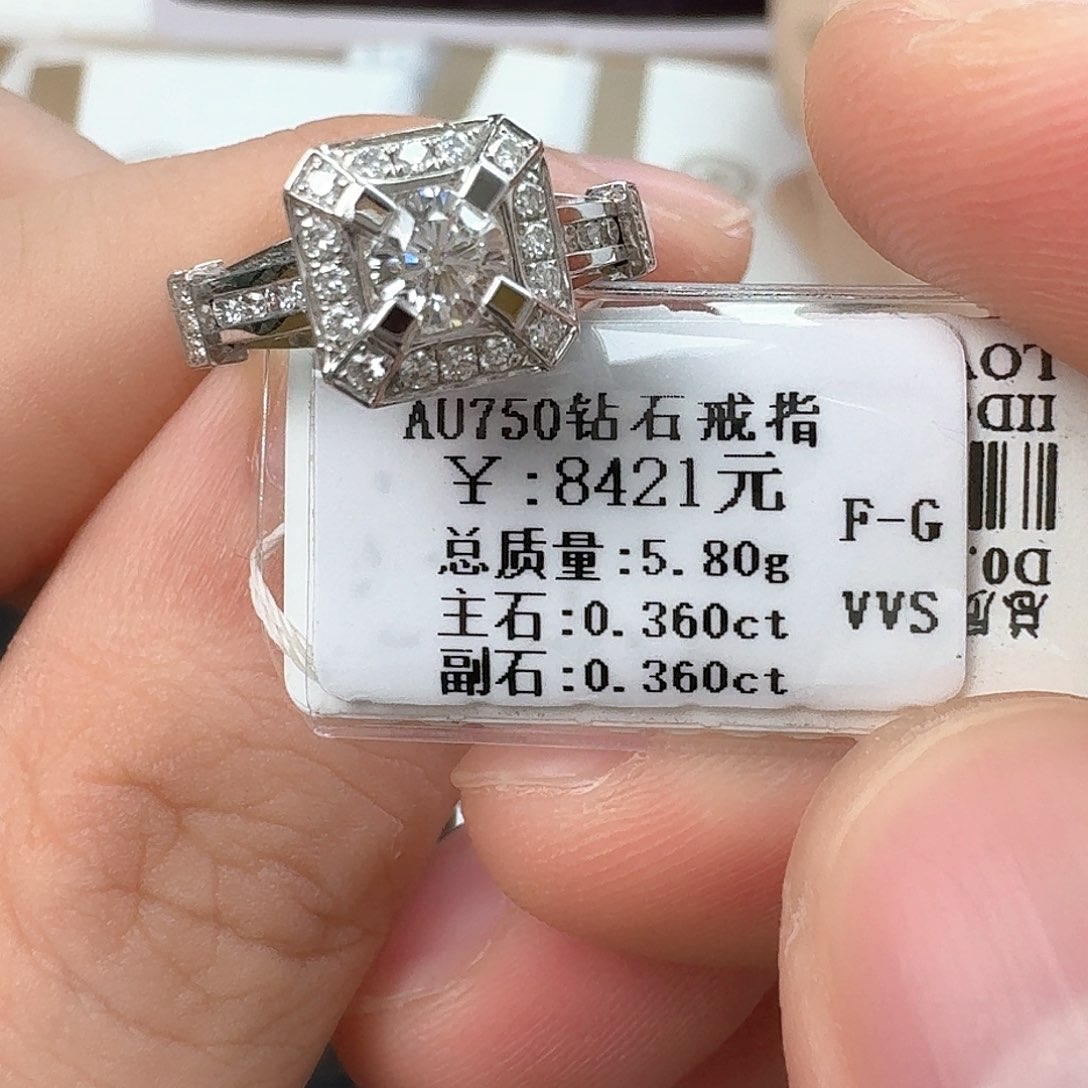 AU750钻石戒指
￥:8421元
总质量:5.80g
主石:0.360ct
副石:0.360ct
F-G
VVS